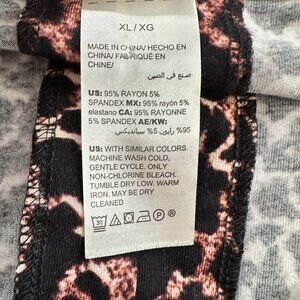 XL / XG
MADE IN CHINA/ HECHO EN
CHINA/ FABRIQUÉ EN
CHINE/
صنع في الصين
US: 95% RAYON 5%
SPANDEX MX: 95% rayón 5%
elastano CA: 95% RAYONNE
5% SPANDEX AE/KW:
95% رايون 5% سباندیکس
US: WITH SIMILAR COLORS.
MACHINE WASH COLD,
GENTLE CYCLE. ONLY
NON-CHLORINE BLEACH.
TUMBLE DRY LOW. WARM
IRON. MAY BE DRY
CLEANED.
30